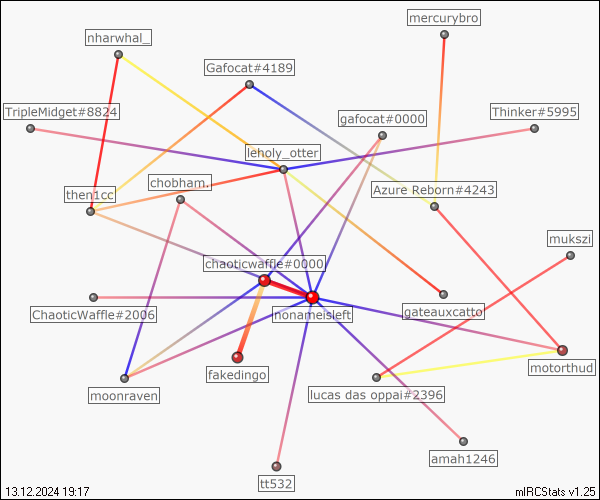 mercurybro
nharwhal_
Gafocat#4189
TripleMidget#8824
gafocat#0000
Thinker#5995
leholy_otter
chobham.
Azure Reborn#4243
then1cc
mukszi
chaoticwaffle#0000
ChaoticWaffle#2006
nonameisleft
gateauxcatto
fakedingo
motorthud
moonraven
lucas das oppai#2396
amah1246
tt532
13.12.2024 19:17
mIRCStats v1.25